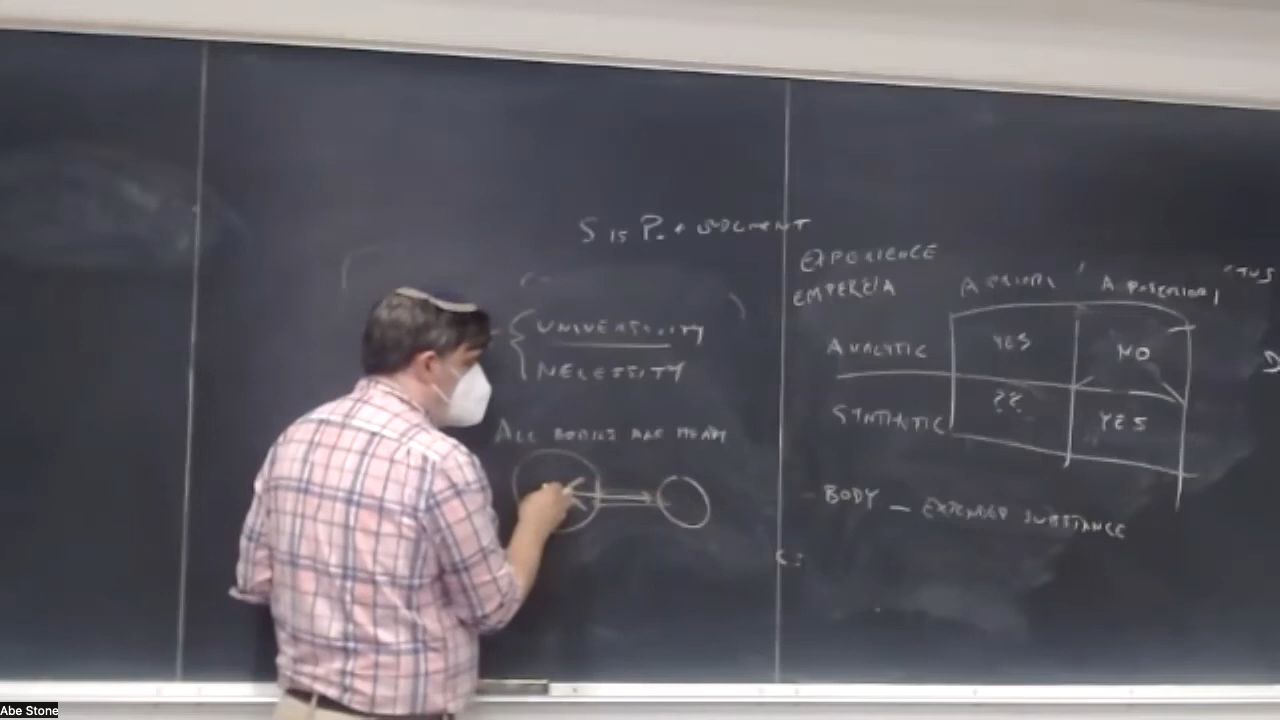 S IS P. + JUDGMENT
UNIVERSALITY
NECESSITY
ALL BODIES ARE HEAVY
EXPERIENCE
EMPEREIA
A PRIORI
A POSTERIORI
ANALYTIC YES NO
SYNTHETIC ?? YES
BODY — EXTENDED SUBSTANCE
Abe Stone